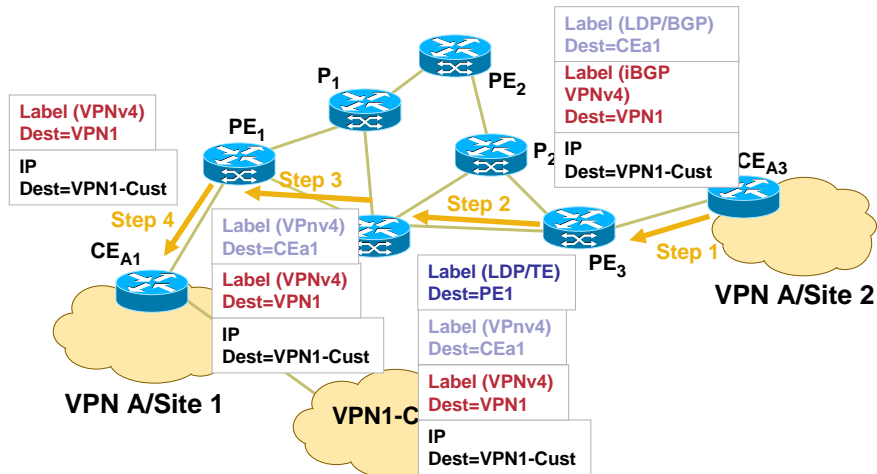 Label (LDP/BGP)
Dest=CEa1
Label (iBGP
VPNv4)
Dest=VPN1
IP
Dest=VPN1-Cust
PE2
P1
Label (VPNv4)
Dest=VPN1
IP
Dest=VPN1-Cust
PE1
P2
CEA3
Step 3
Step 4
Step 2
Step 1
Label (VPnv4)
Dest=CEa1
Label (VPNv4)
Dest=VPN1
IP
Dest=VPN1-Cust
CEA1
PE3
Label (LDP/TE)
Dest=PE1
Label (VPnv4)
Dest=CEa1
Label (VPNv4)
Dest=VPN1
IP
Dest=VPN1-Cust
VPN A/Site 2
VPN A/Site 1
VPN1-C